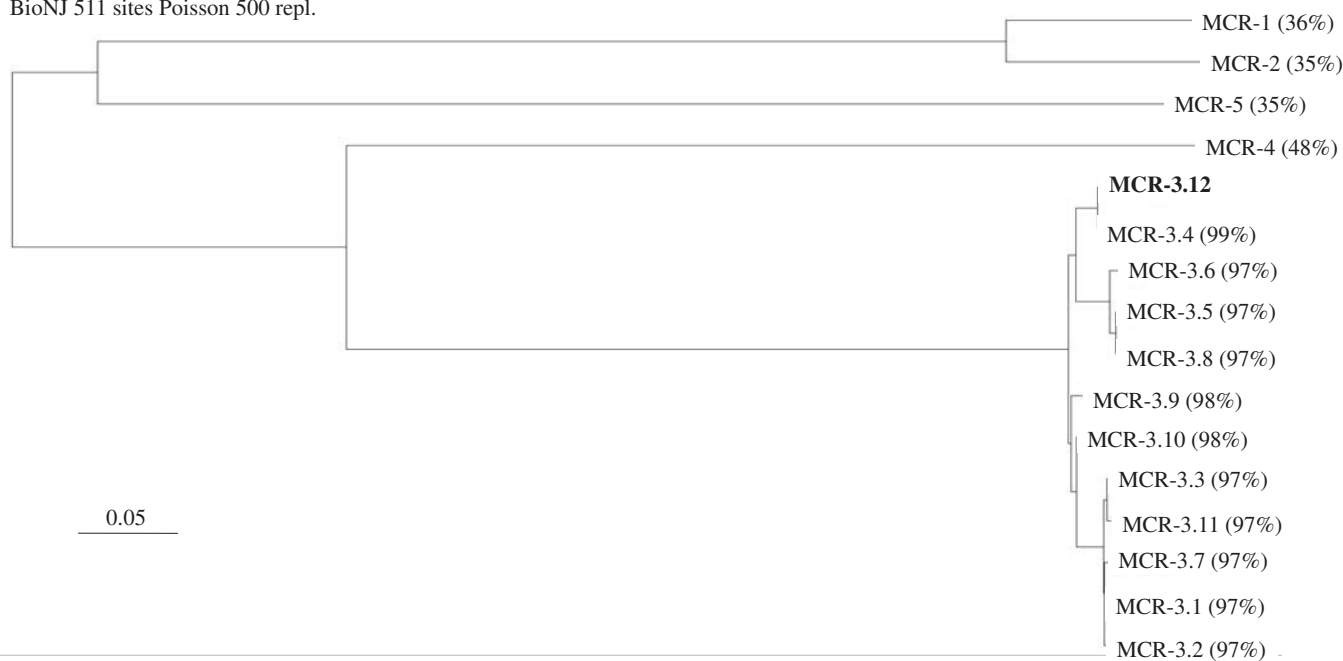 BioNJ 511 sites Poisson 500 repl.
MCR-1 (36%)
MCR-2 (35%)
MCR-5 (35%)
MCR-4 (48%)
MCR-3.12
MCR-3.4 (99%)
MCR-3.6 (97%)
MCR-3.5 (97%)
MCR-3.8 (97%)
MCR-3.9 (98%)
MCR-3.10 (98%)
MCR-3.3 (97%)
0.05
MCR-3.11 (97%)
MCR-3.7 (97%)
MCR-3.1 (97%)
MCR-3.2 (97%)